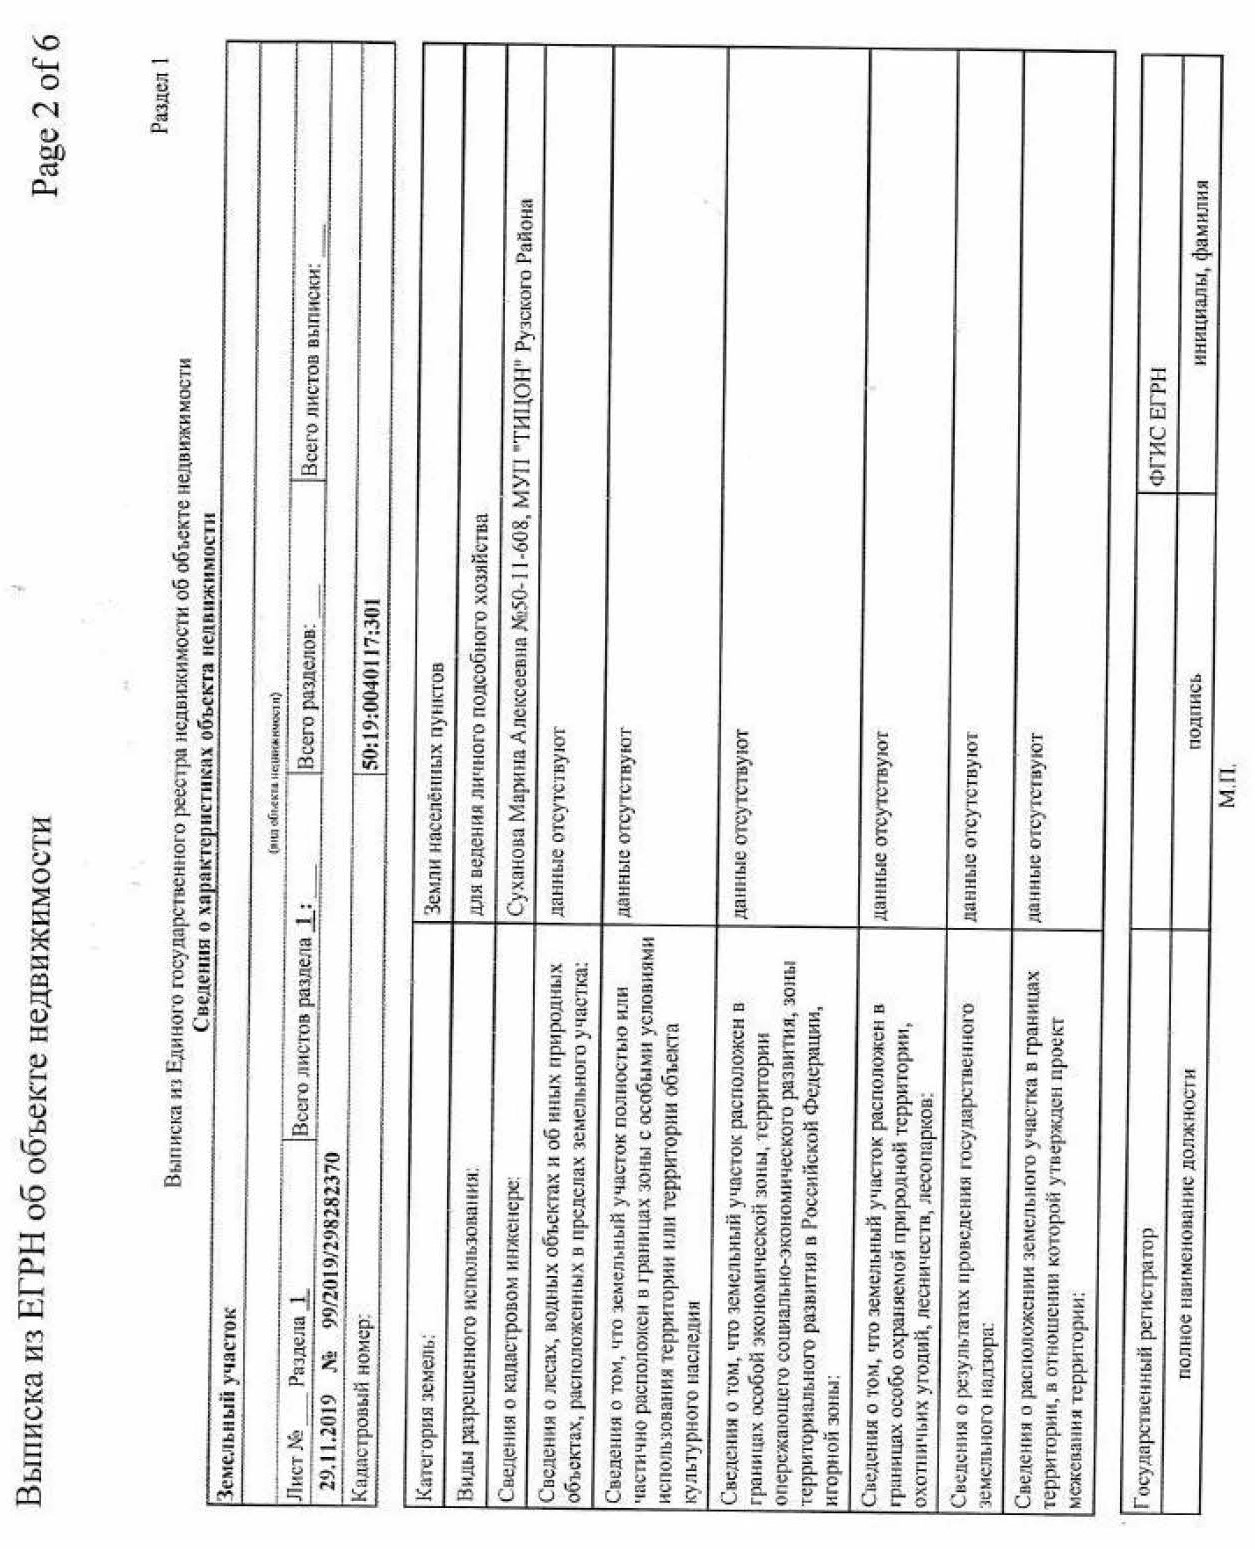 Выписка из ЕГРН об объекте недвижимости Page 2 of 6
Раздел 1
Выписка из Единого государственного реестра недвижимости об объекте недвижимости
Сведения о характеристиках объекта недвижимости
Земельный участок
(вид объекта недвижимости)
Лист № ___ Раздела 1 Всего листов раздела 1 : ___ Всего разделов: ___ Всего листов выписки: ___
29.11.2019 № 99/2019/298282370
Кадастровый номер: 50:19:0040117:301
Категория земель: Земли населённых пунктов
Виды разрешенного использования: для ведения личного подсобного хозяйства
Сведения о кадастровом инженере: Суханова Марина Алексеевна №50-11-608, МУП "ТИЦОН" Рузского Района
Сведения о лесах, водных объектах и об иных природных
объектах, расположенных в пределах земельного участка:
данные отсутствуют
Сведения о том, что земельный участок полностью или
частично расположен в границах зоны с особыми условиями
использования территории или территории объекта
культурного наследия
данные отсутствуют
Сведения о том, что земельный участок расположен в
границах особой экономической зоны, территории
опережающего социально-экономического развития, зоны
территориального развития в Российской Федерации,
игорной зоны:
данные отсутствуют
Сведения о том, что земельный участок расположен в
границах особо охраняемой природной территории,
охотничьих угодий, лесничеств, лесопарков:
данные отсутствуют
Сведения о результатах проведения государственного
земельного надзора:
данные отсутствуют
Сведения о расположении земельного участка в границах
территории, в отношении которой утвержден проект
межевания территории:
данные отсутствуют
Государственный регистратор ФГИС ЕГРН
полное наименование должности подпись инициалы, фамилия
М.П.